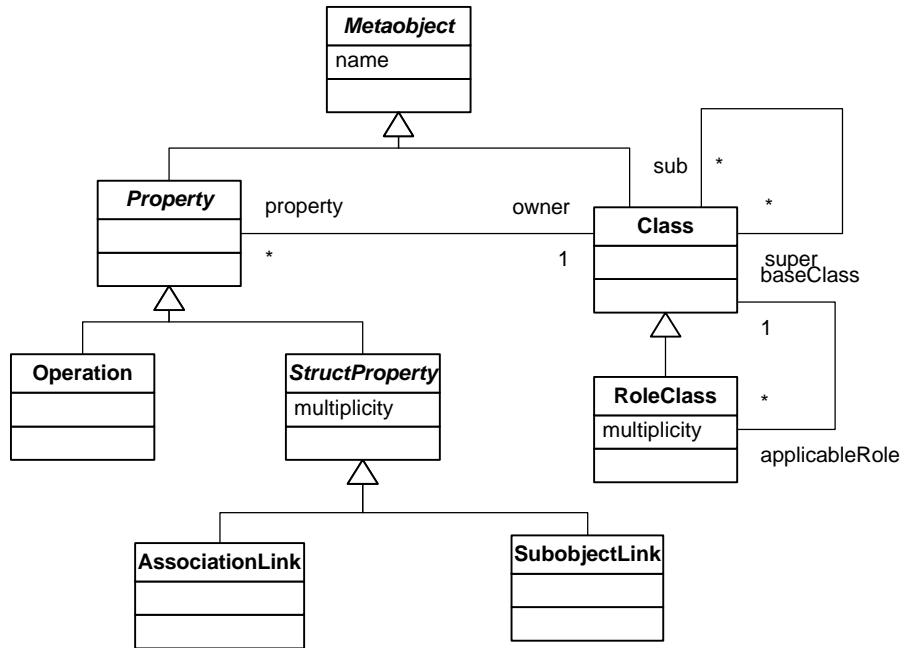 Metaobject
name
sub *
Property
property owner
Class
*
* 1
super
baseClass
1
Operation
StructProperty
multiplicity
RoleClass
*
multiplicity
applicableRole
AssociationLink
SubobjectLink